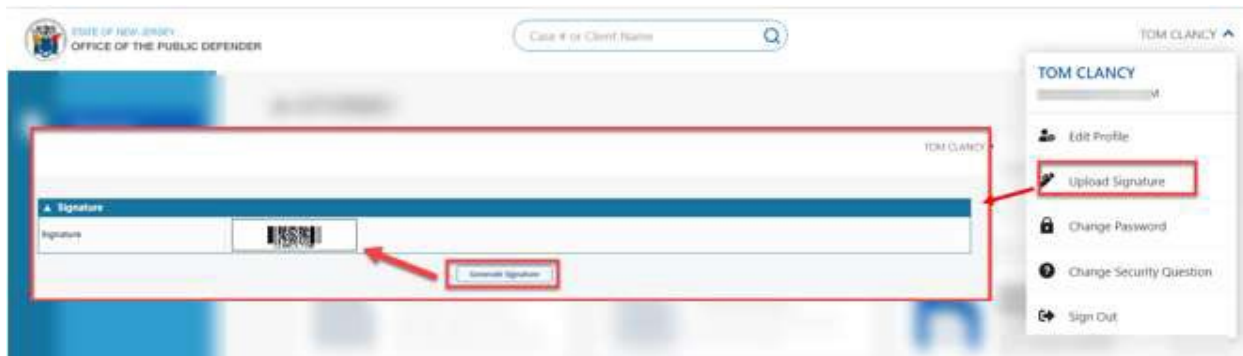 STATE OF NEW JERSEY
OFFICE OF THE PUBLIC DEFENDER
Case # or Client Name
TOM CLANCY
TOM CLANCY
Edit Profile
Upload Signature
Change Password
Change Security Question
Sign Out
TOM CLANCY
Signature
Signature
Generate Signature